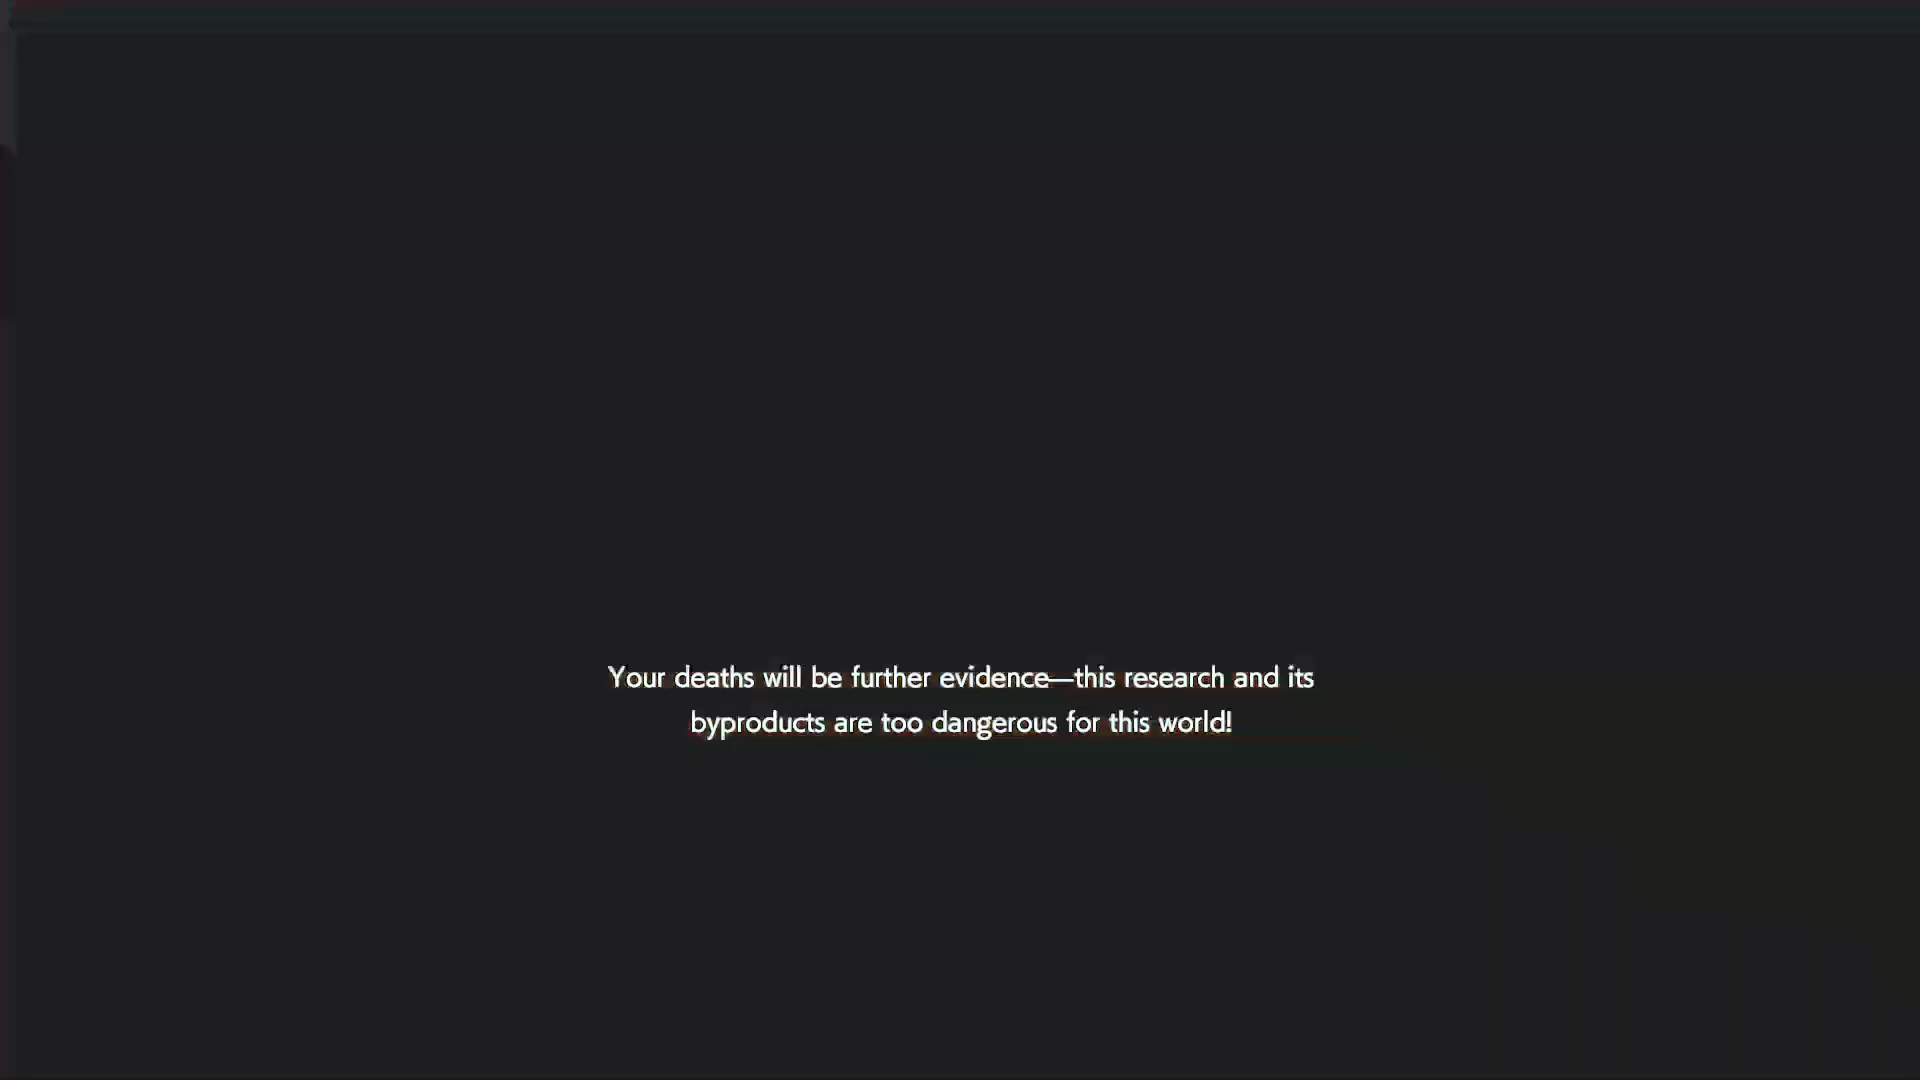 Your deaths will be further evidence—this research and its
byproducts are too dangerous for this world!